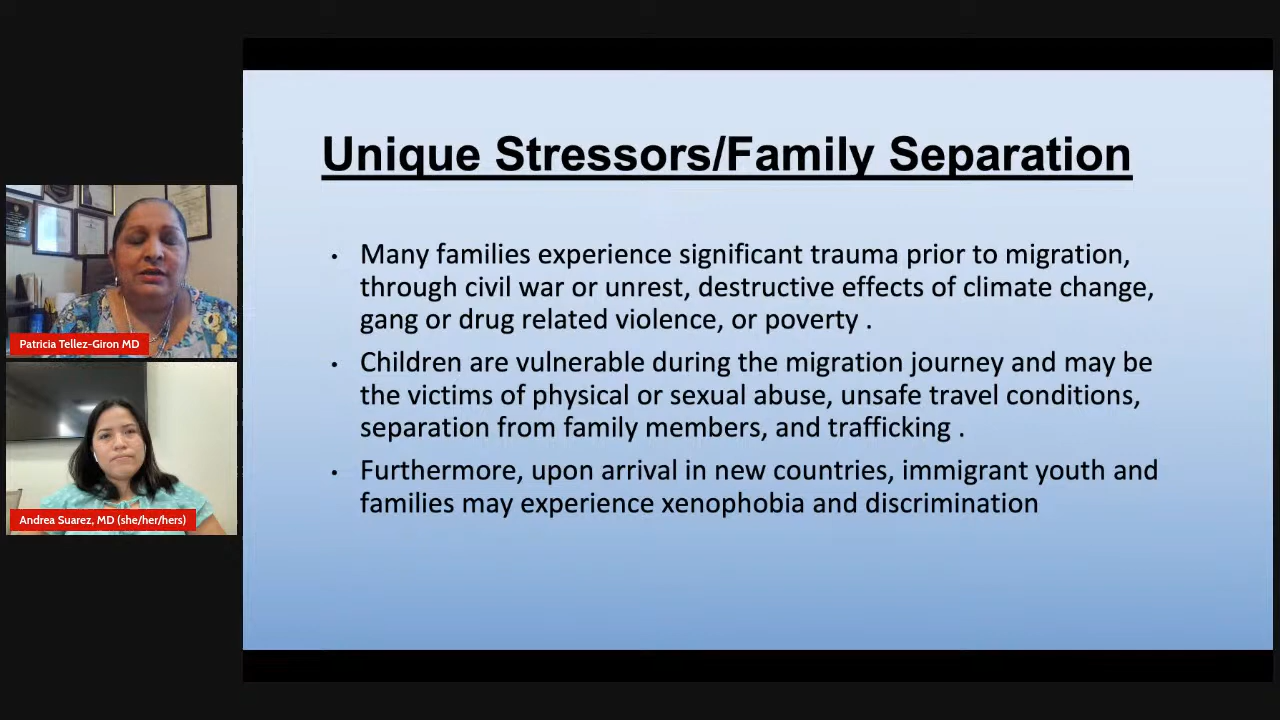 Unique Stressors/Family Separation
• Many families experience significant trauma prior to migration,
through civil war or unrest, destructive effects of climate change,
gang or drug related violence, or poverty .
• Children are vulnerable during the migration journey and may be
the victims of physical or sexual abuse, unsafe travel conditions,
separation from family members, and trafficking .
• Furthermore, upon arrival in new countries, immigrant youth and
families may experience xenophobia and discrimination
Patricia Tellez-Giron MD
Andrea Suarez, MD (she/her/hers)